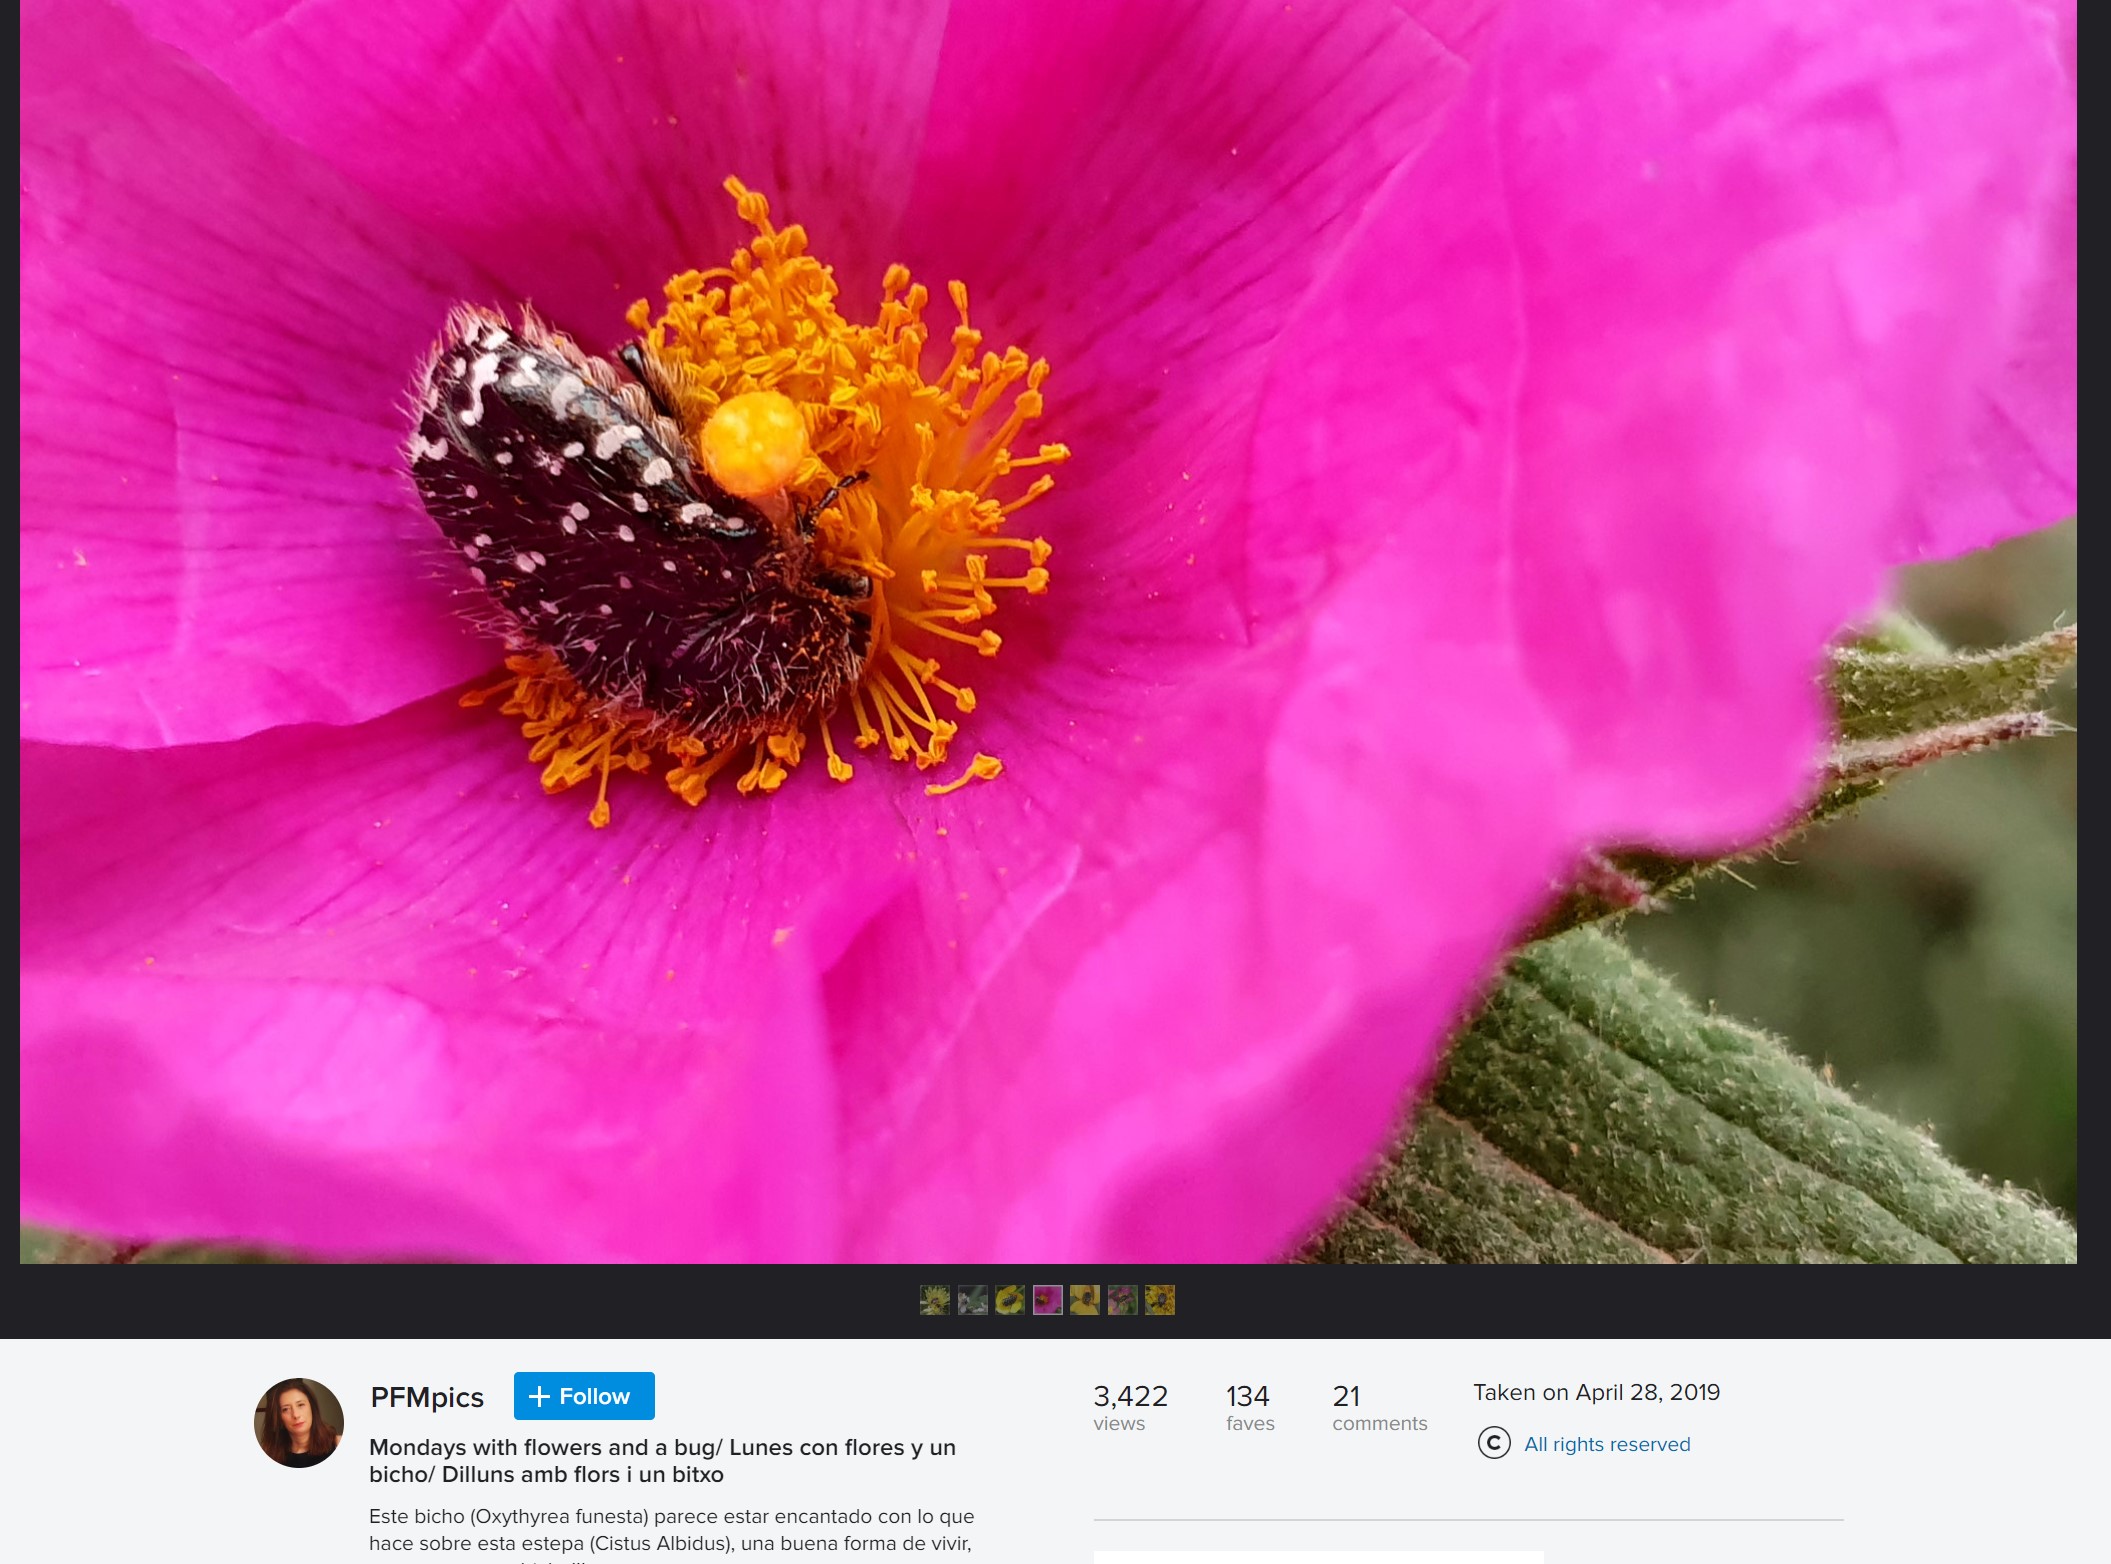 PFMpics
+ Follow
Mondays with flowers and a bug/ Lunes con flores y un
bicho/ Dilluns amb flors i un bitxo
Este bicho (Oxythyrea funesta) parece estar encantado con lo que
hace sobre esta estepa (Cistus Albidus), una buena forma de vivir,
3,422
views
134
faves
21
comments
Taken on April 28, 2019
© All rights reserved